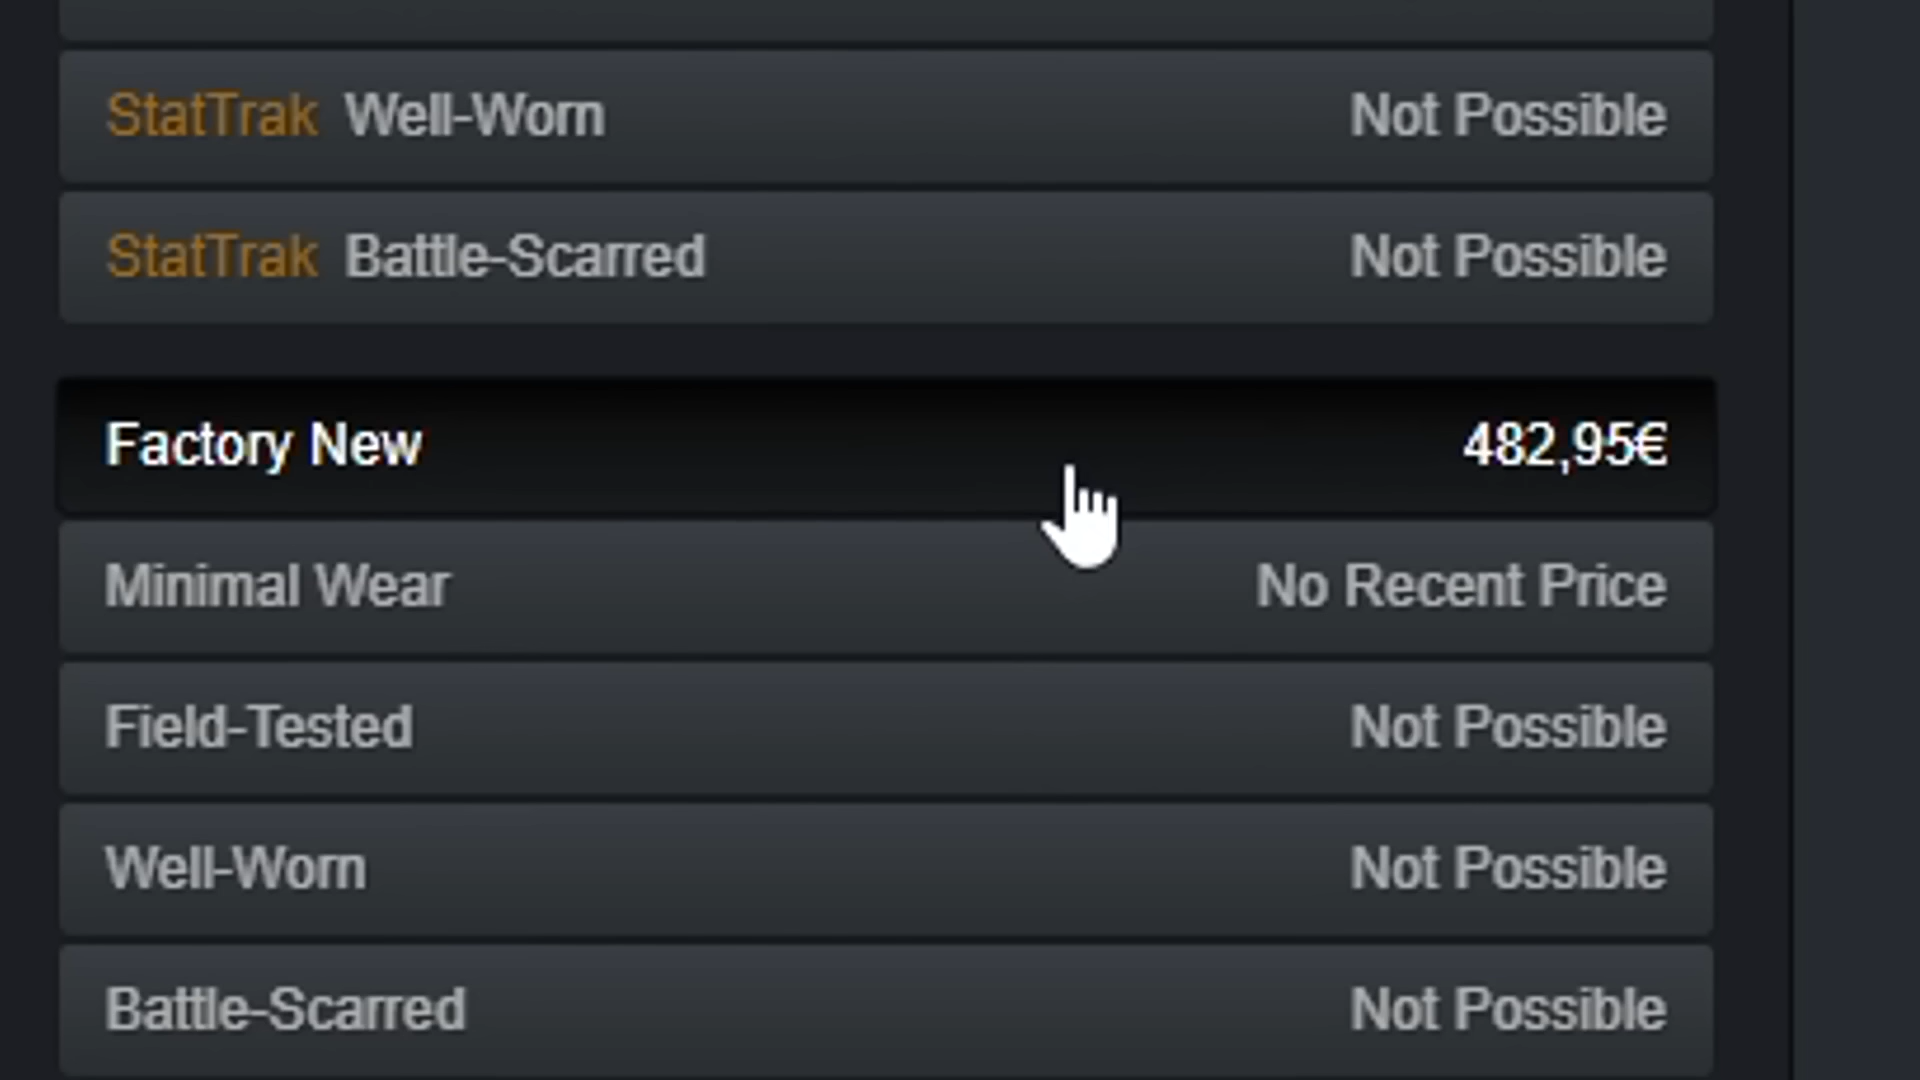 StatTrak Well-Worn Not Possible
StatTrak Battle-Scarred Not Possible
Factory New 482,95€
Minimal Wear No Recent Price
Field-Tested Not Possible
Well-Worn Not Possible
Battle-Scarred Not Possible